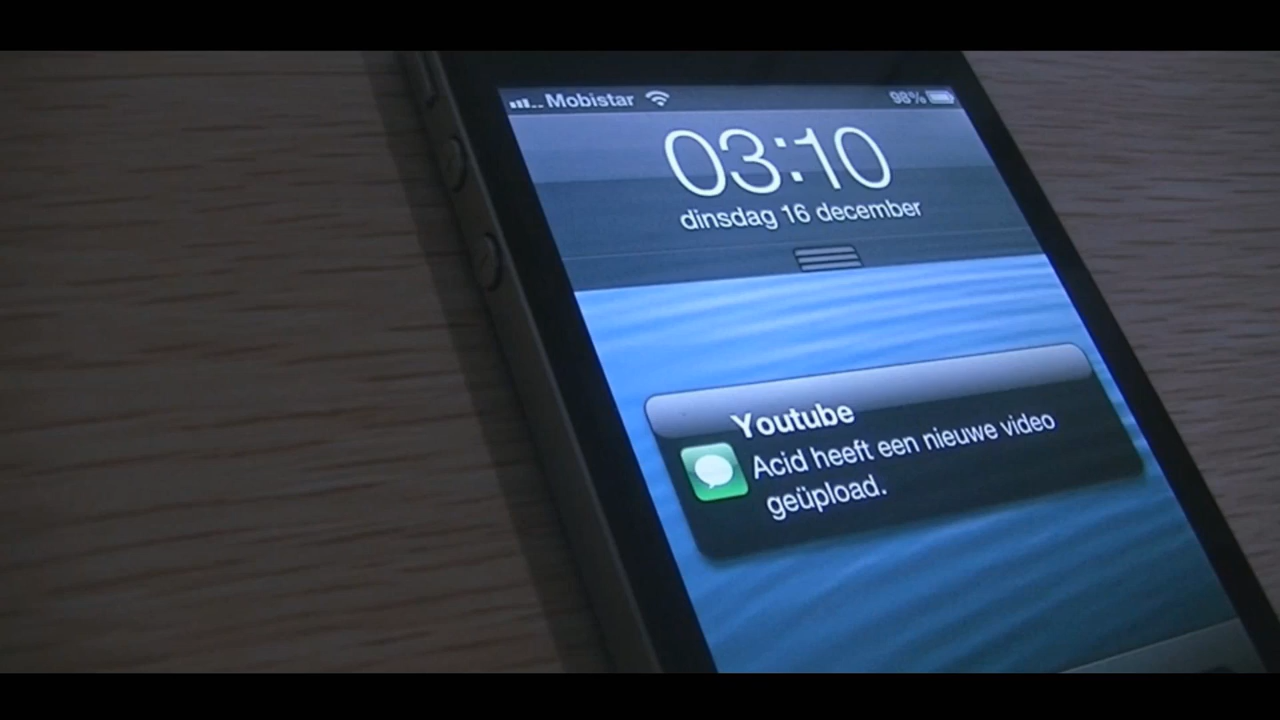 Mobistar 98%
03:10
dinsdag 16 december
Youtube
Acid heeft een nieuwe video
geüpload.